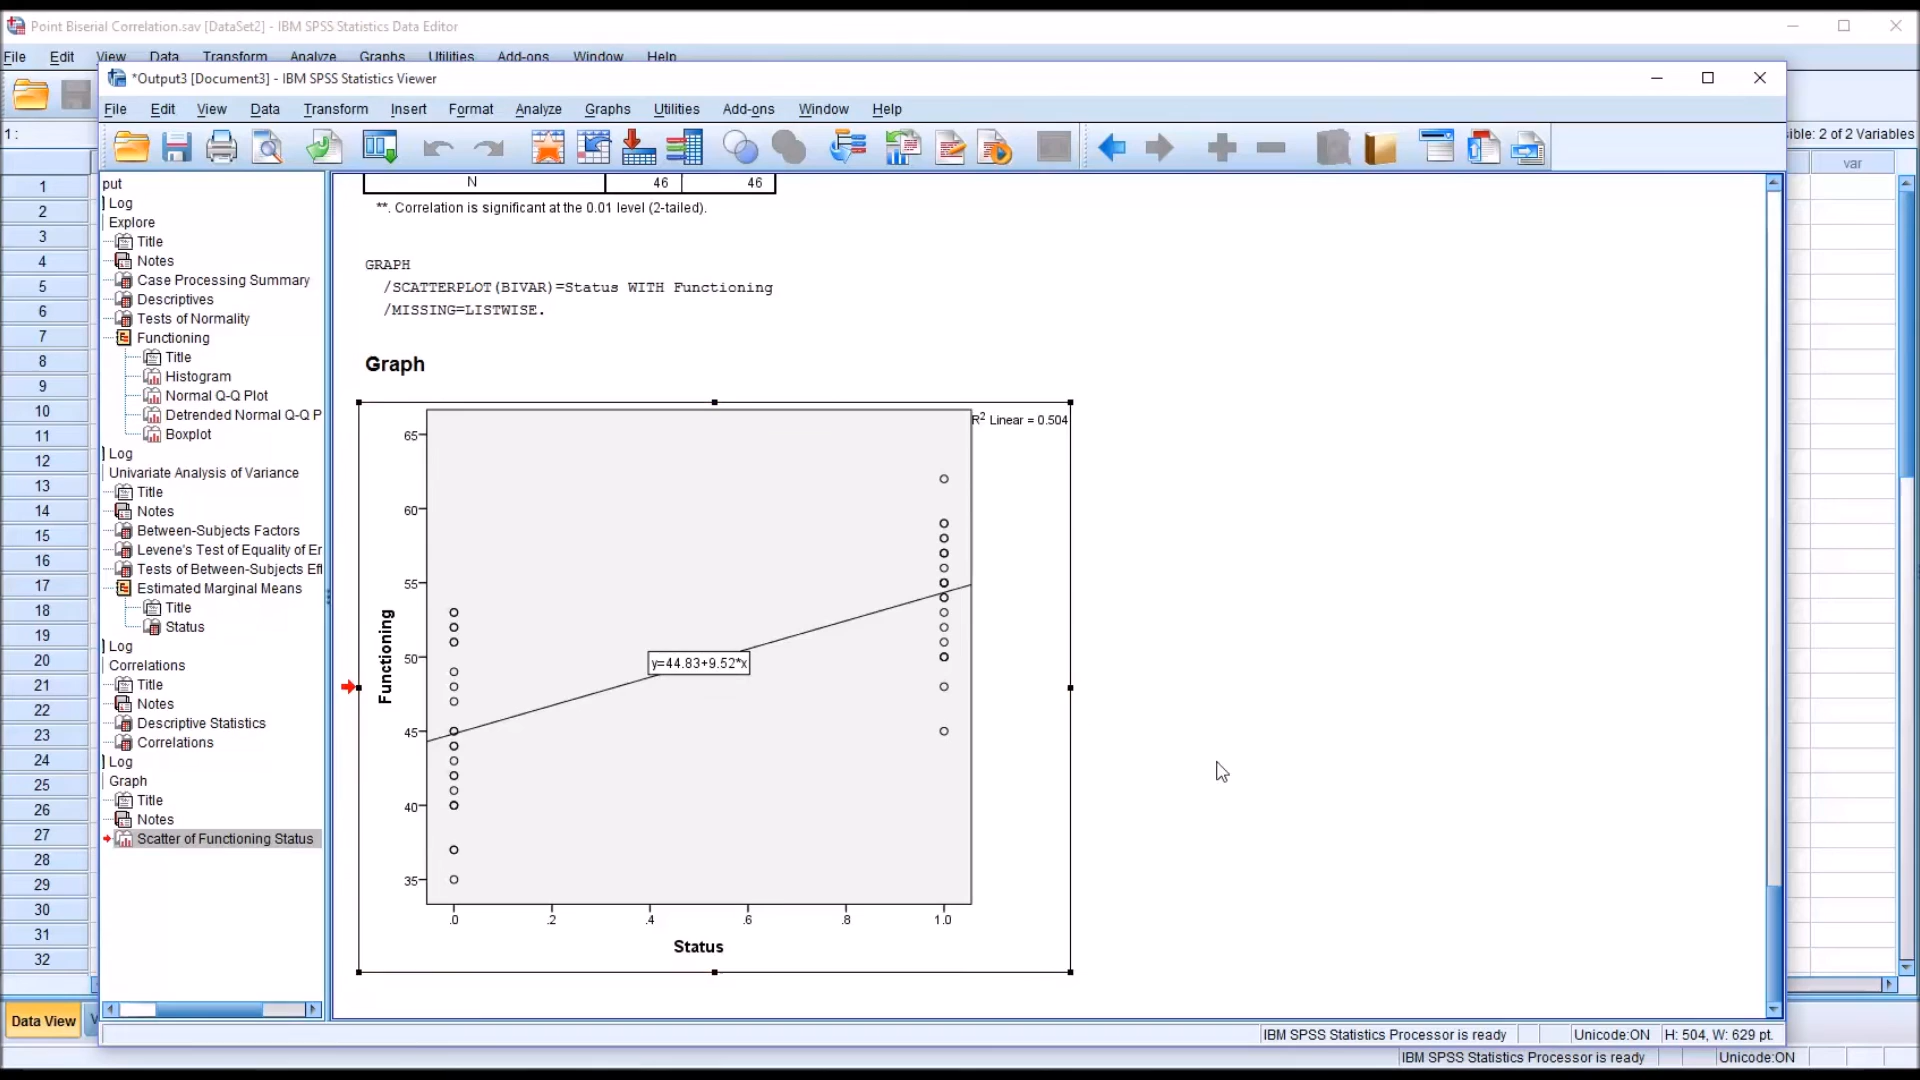 Point Biserial Correlation.sav [DataSet2] - IBM SPSS Statistics Data Editor
File Edit View Data Transform Analyze Graphs Utilities Add-ons Window Help
*Output3 [Document3] - IBM SPSS Statistics Viewer
File Edit View Data Transform Insert Format Analyze Graphs Utilities Add-ons Window Help
1 :
ible: 2 of 2 Variables
var
1
2
3
4
5
6
7
8
9
10
11
12
13
14
15
16
17
18
19
20
21
22
23
24
25
26
27
28
29
30
31
32
put
Log
Explore
Title
Notes
Case Processing Summary
Descriptives
Tests of Normality
Functioning
Title
Histogram
Normal Q-Q Plot
Detrended Normal Q-Q P
Boxplot
Log
Univariate Analysis of Variance
Title
Notes
Between-Subjects Factors
Levene's Test of Equality of Er
Tests of Between-Subjects Eff
Estimated Marginal Means
Title
Status
Log
Correlations
Title
Notes
Descriptive Statistics
Correlations
Log
Graph
Title
Notes
Scatter of Functioning Status
N 46 46
**. Correlation is significant at the 0.01 level (2-tailed).
GRAPH
/SCATTERPLOT(BIVAR)=Status WITH Functioning
/MISSING=LISTWISE.
Graph
R² Linear = 0.504
65
60
55
50
45
40
35
Functioning
y=44.83+9.52*x
.0 .2 .4 .6 .8 1.0
Status
Data View V
IBM SPSS Statistics Processor is ready Unicode:ON H: 504, W: 629 pt.
IBM SPSS Statistics Processor is ready Unicode:ON